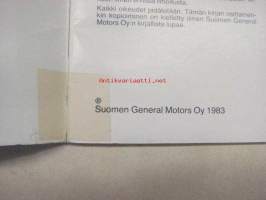 Kaikki oikeudet pidätetään. Tämän kirjan osittainen-
kin kopioiminen on kielletty ilman Suomen General
Motors Oy:n kirjallista lupaa.
antikvariaatti.net
®
Suomen General Motors Oy 1983